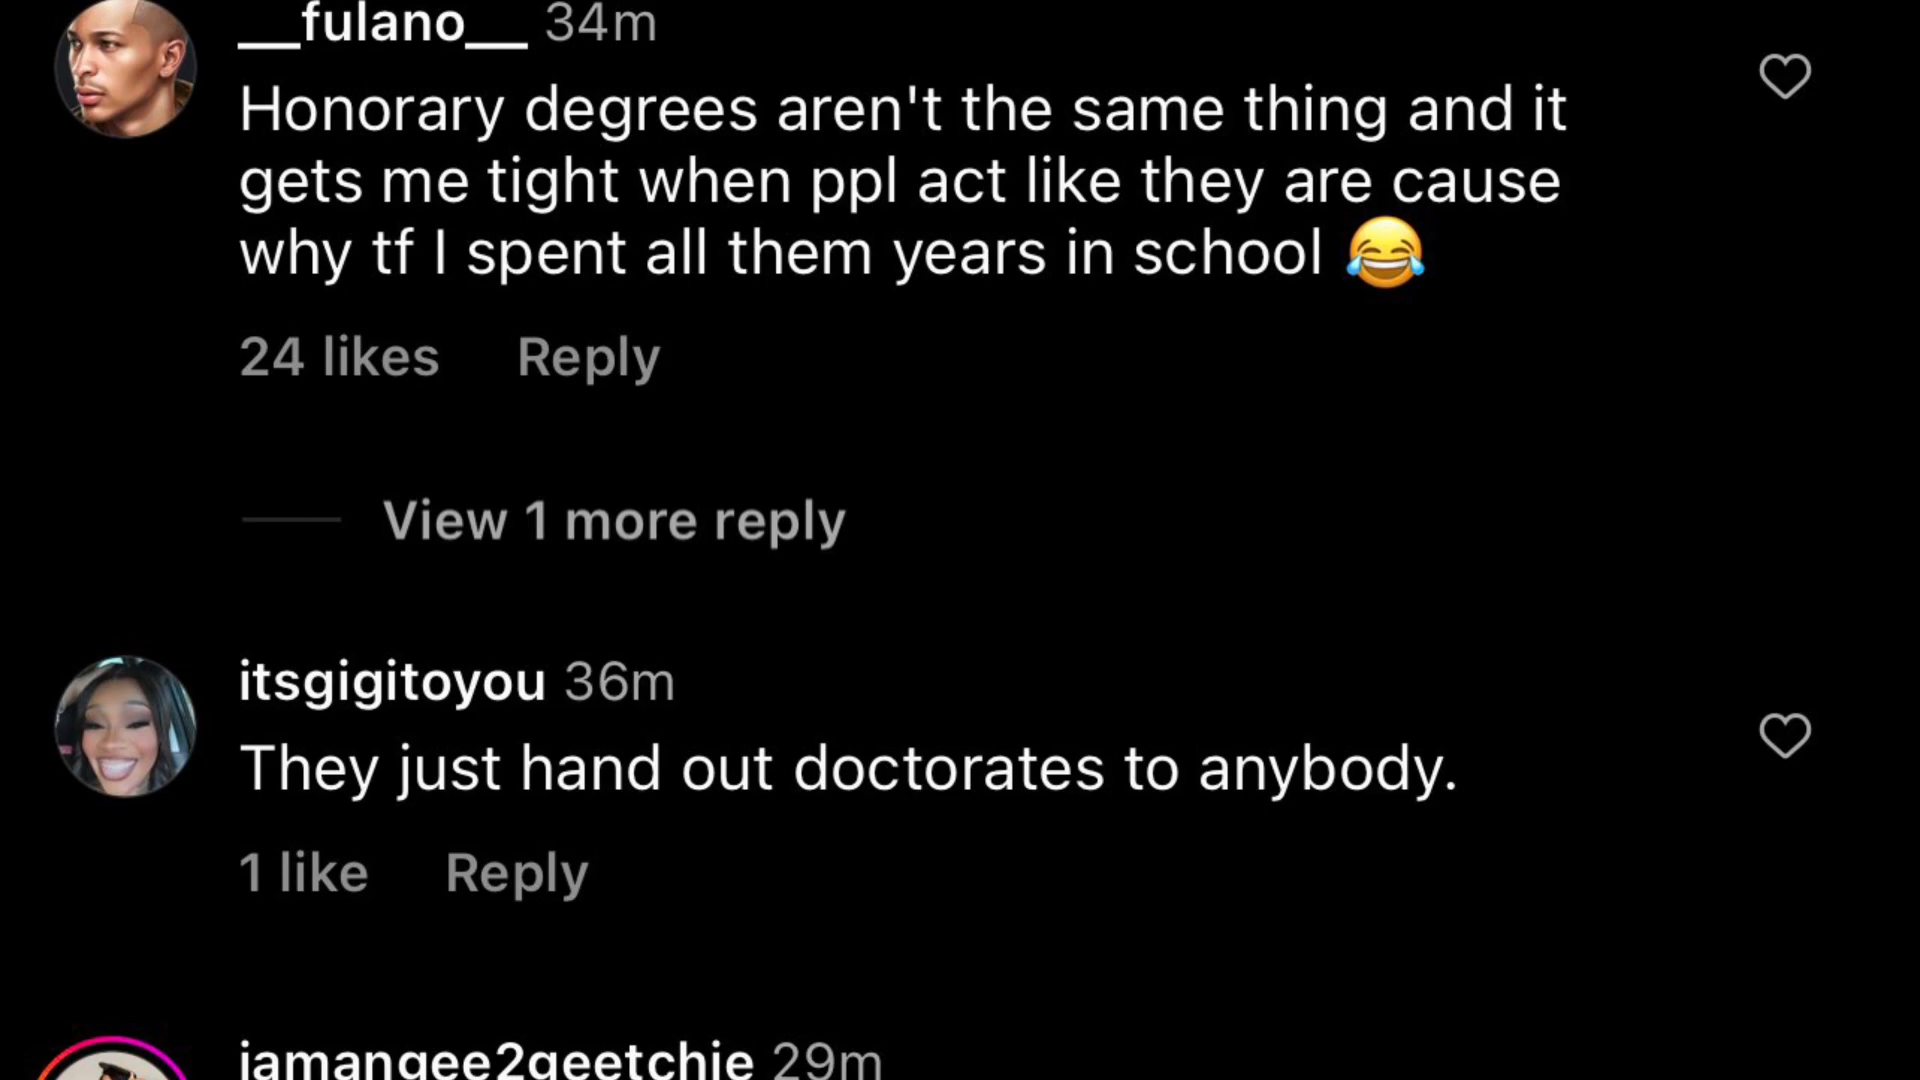 __fulano__ 34m
Honorary degrees aren't the same thing and it
gets me tight when ppl act like they are cause
why tf I spent all them years in school 😂
24 likes Reply
View 1 more reply
itsgigitoyou 36m
They just hand out doctorates to anybody.
1 like Reply
iamangee2geetchie 29m